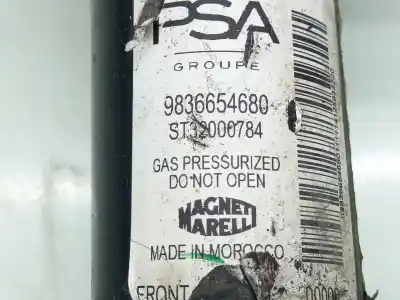 PSA
GROUPE
9836654680
ST32000784
GAS PRESSURIZED
DO NOT OPEN
MAGNETI
MARELLI
MADE IN MOROCCO
FRONT